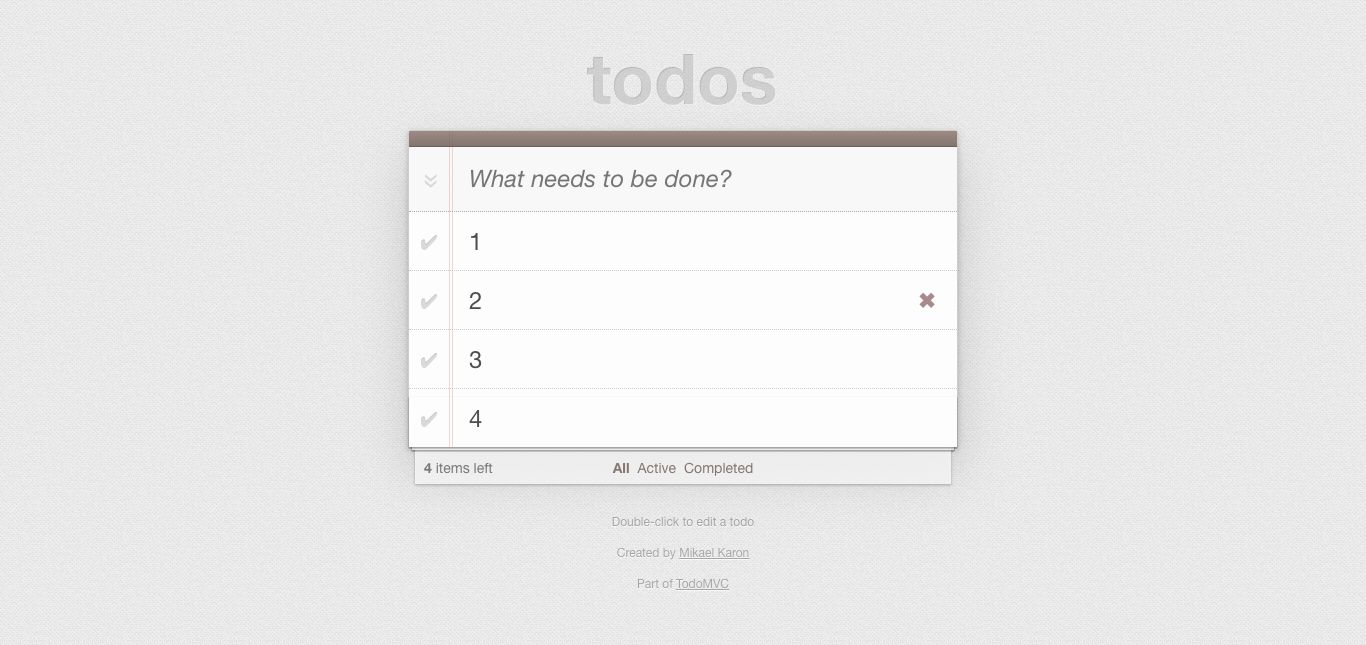 todos
What needs to be done?
1
2
3
4
4 items left All Active Completed
Double-click to edit a todo
Created by Mikael Karon
Part of TodoMVC